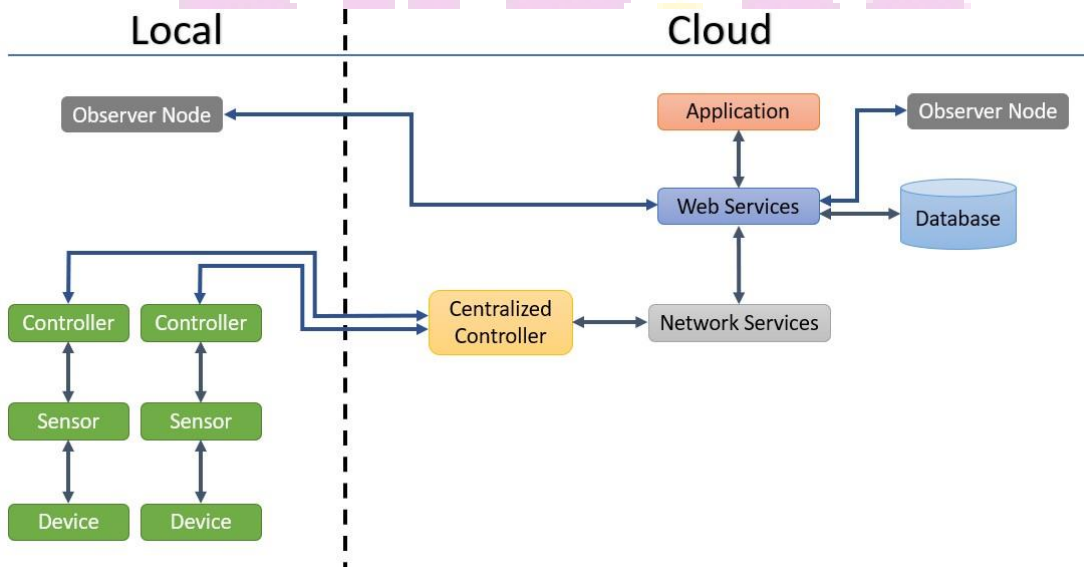 Local
Cloud
Observer Node
Application
Observer Node
Web Services
Database
Controller
Controller
Centralized
Controller
Network Services
Sensor
Sensor
Device
Device